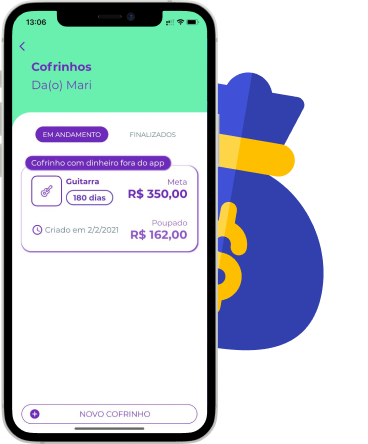 13:06
Cofrinhos
Da(o) Mari
EM ANDAMENTO
FINALIZADOS
Cofrinho com dinheiro fora do app
Guitarra
Meta
180 dias
R$ 350,00
Poupado
Criado em 2/2/2021
R$ 162,00
NOVO COFRINHO